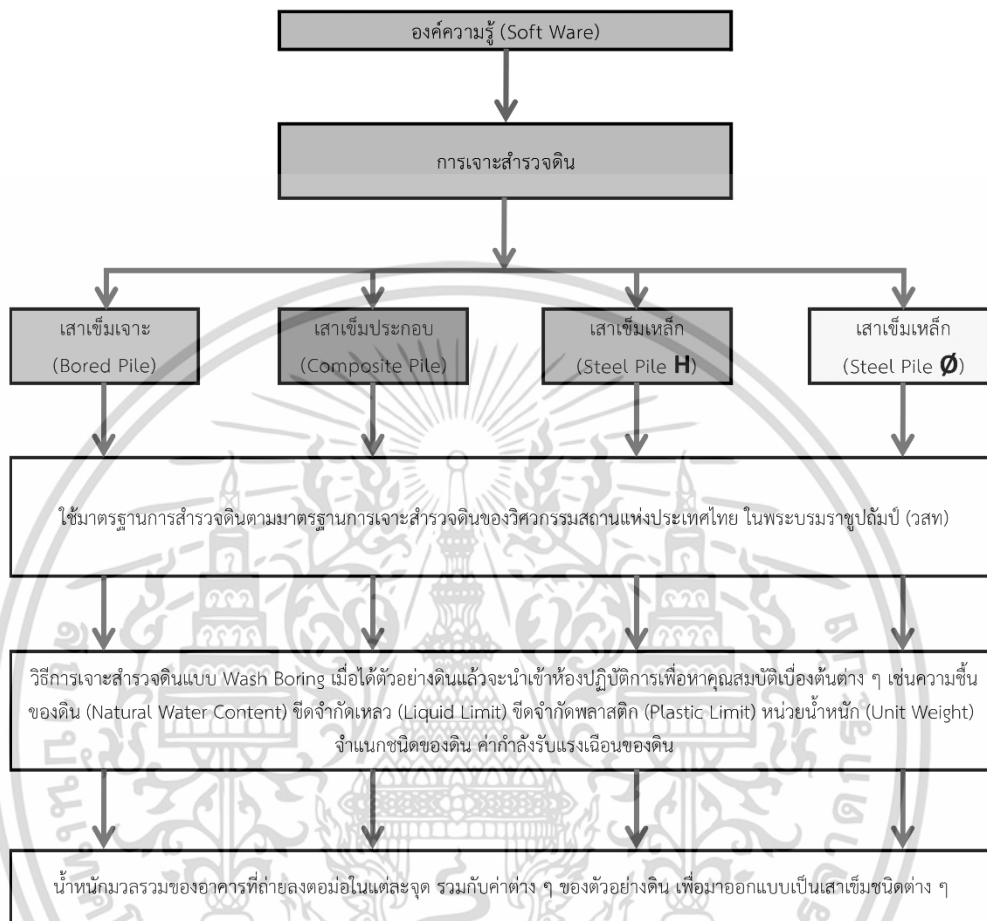 องค์ความรู้ (Soft Ware)
การเจาะสำรวจดิน
เสาเข็มเจาะ
(Bored Pile)
เสาเข็มประกอบ
(Composite Pile)
เสาเข็มเหล็ก
(Steel Pile H)
เสาเข็มเหล็ก
(Steel Pile Ø)
ใช้มาตรฐานการสำรวจดินตามมาตรฐานการเจาะสำรวจดินของวิศวกรรมสถานแห่งประเทศไทย ในพระบรมราชูปถัมป์ (วสท)
วิธีการเจาะสำรวจดินแบบ Wash Boring เมื่อได้ตัวอย่างดินแล้วจะนำเข้าห้องปฏิบัติการเพื่อหาคุณสมบัติเบื่องต้นต่าง ๆ เช่นความชื้น
ของดิน (Natural Water Content) ขีดจำกัดเหลว (Liquid Limit) ขีดจำกัดพลาสติก (Plastic Limit) หน่วยน้ำหนัก (Unit Weight)
จำแนกชนิดของดิน ค่ากำลังรับแรงเฉือนของดิน
น้ำหนักมวลรวมของอาคารที่ถ่ายลงตอม่อในแต่ละจุด รวมกับค่าต่าง ๆ ของตัวอย่างดิน เพื่อมาออกแบบเป็นเสาเข็มชนิดต่าง ๆ